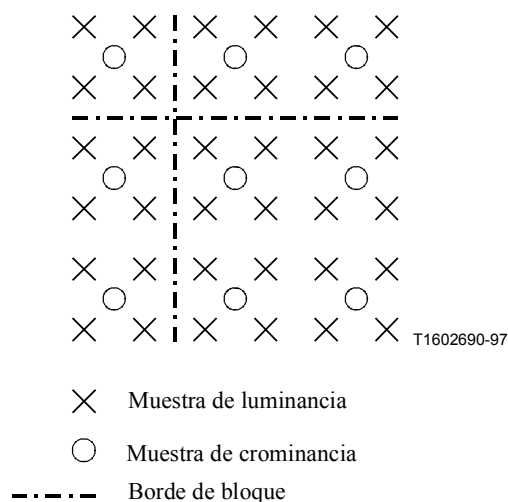 T1602690-97
Muestra de luminancia
Muestra de crominancia
Borde de bloque